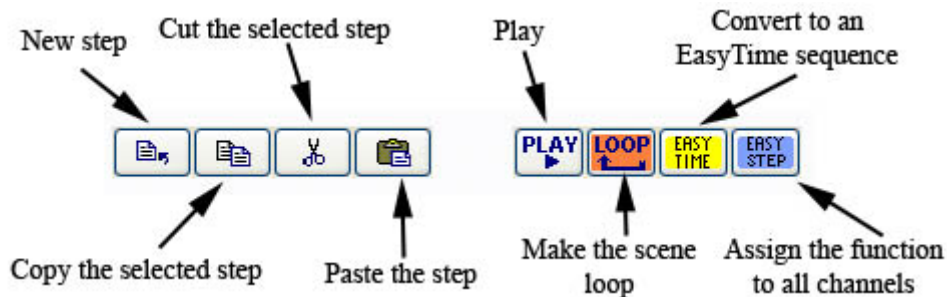 New step
Cut the selected step
Play
Convert to an
EasyTime sequence
PLAY
LOOP
EASY
TIME
EASY
STEP
Copy the selected step
Paste the step
Make the scene
loop
Assign the function
to all channels